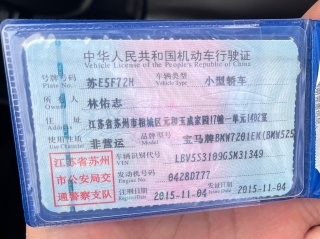 中华人民共和国机动车行驶证
Vehicle License of the People's Republic of China
号牌号码 苏E5F72H 车辆类型 小型轿车
Plate No. Vehicle Type
所有人 林佑志
Owner
住址 江苏省苏州市相城区元和玉成家园17幢一单元1402室
Address
使用性质 非营运 品牌型号 宝马牌BMW7201EK(BMW525
Use Character Model
江苏省苏州
市公安局交
通警察支队
车辆识别代号 LBV5S3109GSM31349
VIN
发动机号码 0428D777
Engine No.
注册日期 2015-11-04 发证日期 2015-11-04
Register Date Issue Date